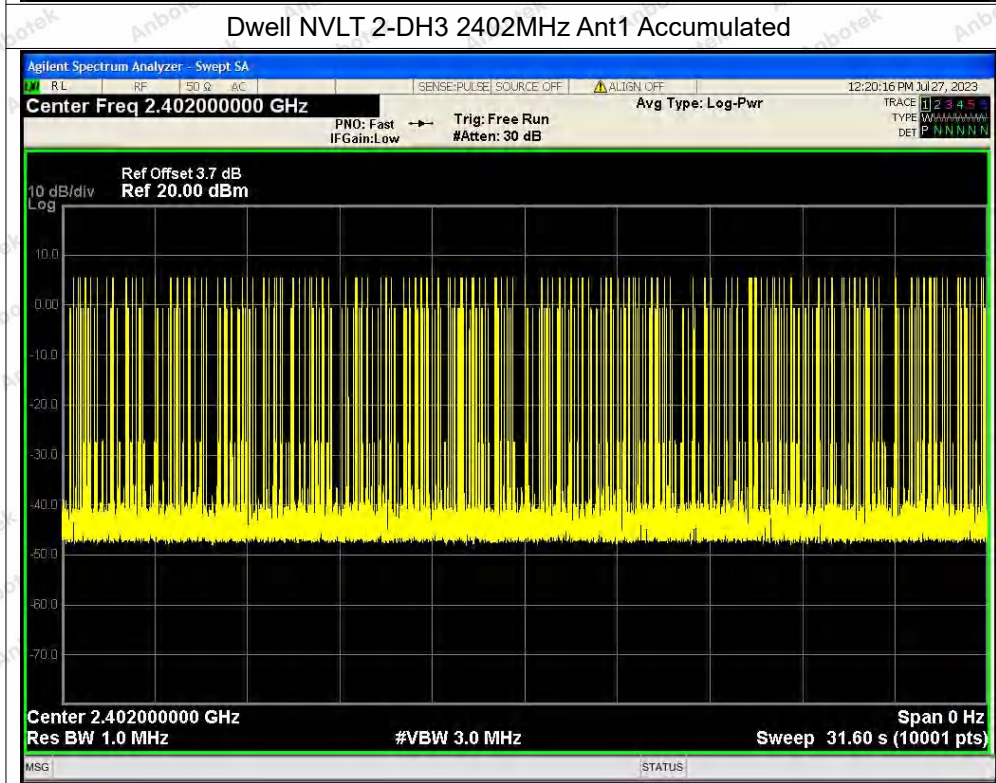 Dwell NVLT 2-DH3 2402MHz Ant1 Accumulated
Agilent Spectrum Analyzer - Swept SA
RL RF 50 Ω AC SENSE:PULSE SOURCE OFF ALIGN OFF 12:20:16 PM Jul 27, 2023
Center Freq 2.402000000 GHz
Avg Type: Log-Pwr
TRACE 1 2 3 4 5 6
PNO: Fast Trig: Free Run
TYPE
IFGain:Low #Atten: 30 dB
DET P N N N N N
Ref Offset 3.7 dB
10 dB/div Ref 20.00 dBm
Log
10.0
0.00
-10.0
-20.0
-30.0
-40.0
-50.0
-60.0
-70.0
Center 2.402000000 GHz Span 0 Hz
Res BW 1.0 MHz #VBW 3.0 MHz Sweep 31.60 s (10001 pts)
MSG STATUS
Anbotek